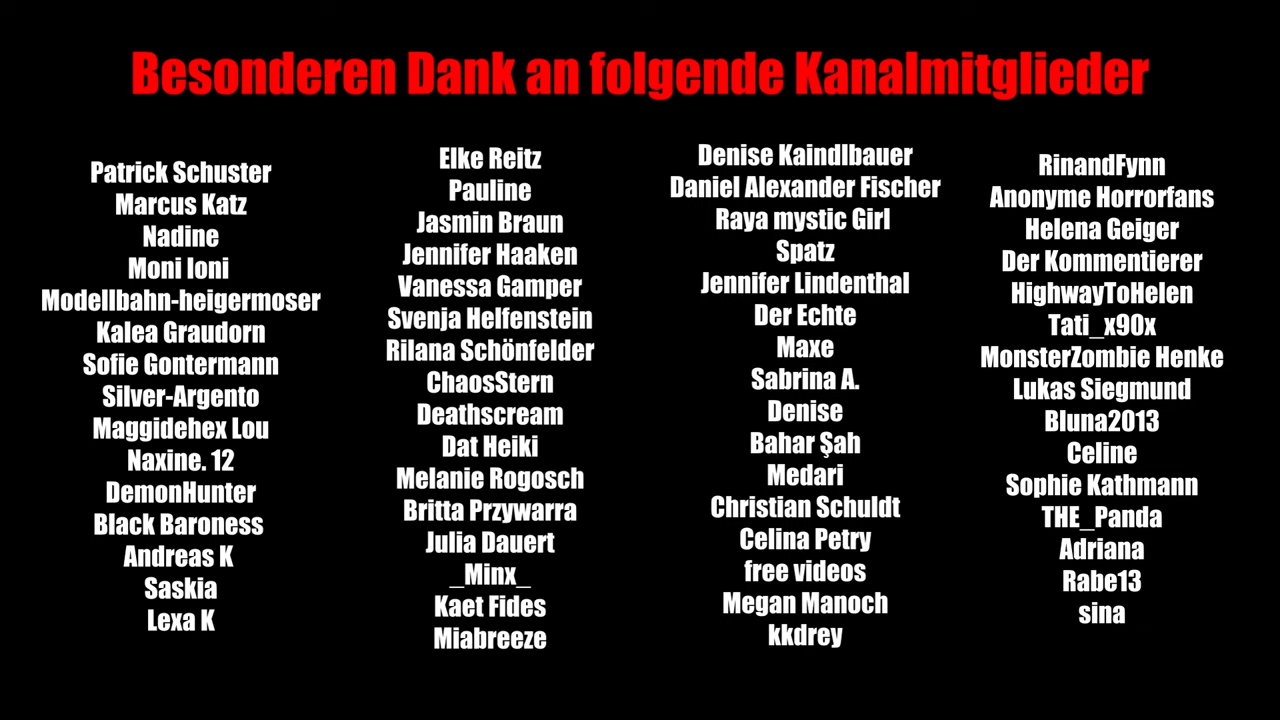 Besonderen Dank an folgende Kanalmitglieder
Patrick Schuster
Marcus Katz
Nadine
Moni Ioni
Modellbahn-heigermoser
Kalea Graudorn
Sofie Gontermann
Silver-Argento
Maggidehex Lou
Naxine. 12
DemonHunter
Black Baroness
Andreas K
Saskia
Lexa K
Elke Reitz
Pauline
Jasmin Braun
Jennifer Haaken
Vanessa Gamper
Svenja Helfenstein
Rilana Schönfelder
ChaosStern
Deathscream
Dat Heiki
Melanie Rogosch
Britta Przywarra
Julia Dauert
_Minx_
Kaet Fides
Miabreeze
Denise Kaindlbauer
Daniel Alexander Fischer
Raya mystic Girl
Spatz
Jennifer Lindenthal
Der Echte
Maxe
Sabrina A.
Denise
Bahar Şah
Medari
Christian Schuldt
Celina Petry
free videos
Megan Manoch
kkdrey
RinandFynn
Anonyme Horrorfans
Helena Geiger
Der Kommentierer
HighwayToHelen
Tati_x90x
MonsterZombie Henke
Lukas Siegmund
Bluna2013
Celine
Sophie Kathmann
THE_Panda
Adriana
Rabe13
sina